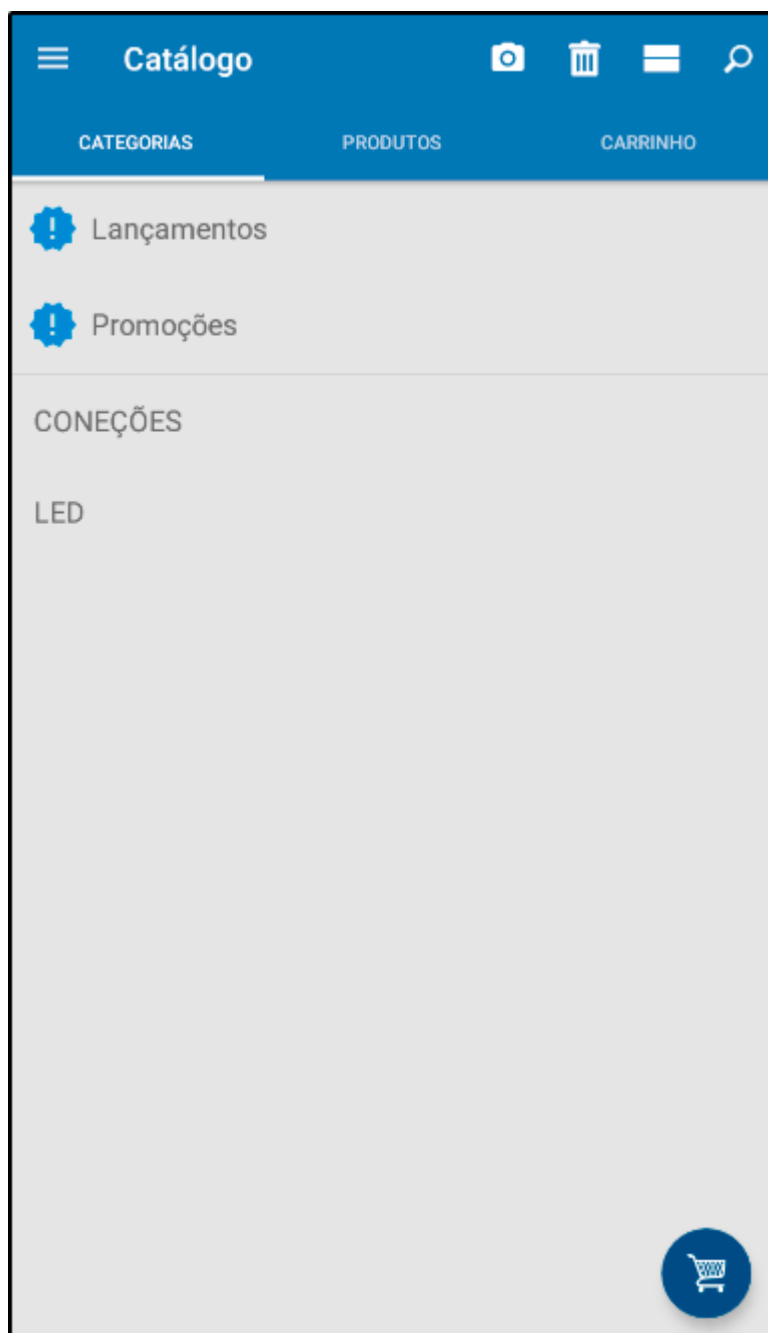 Catálogo
CATEGORIAS PRODUTOS CARRINHO
Lançamentos
Promoções
CONEÇÕES
LED